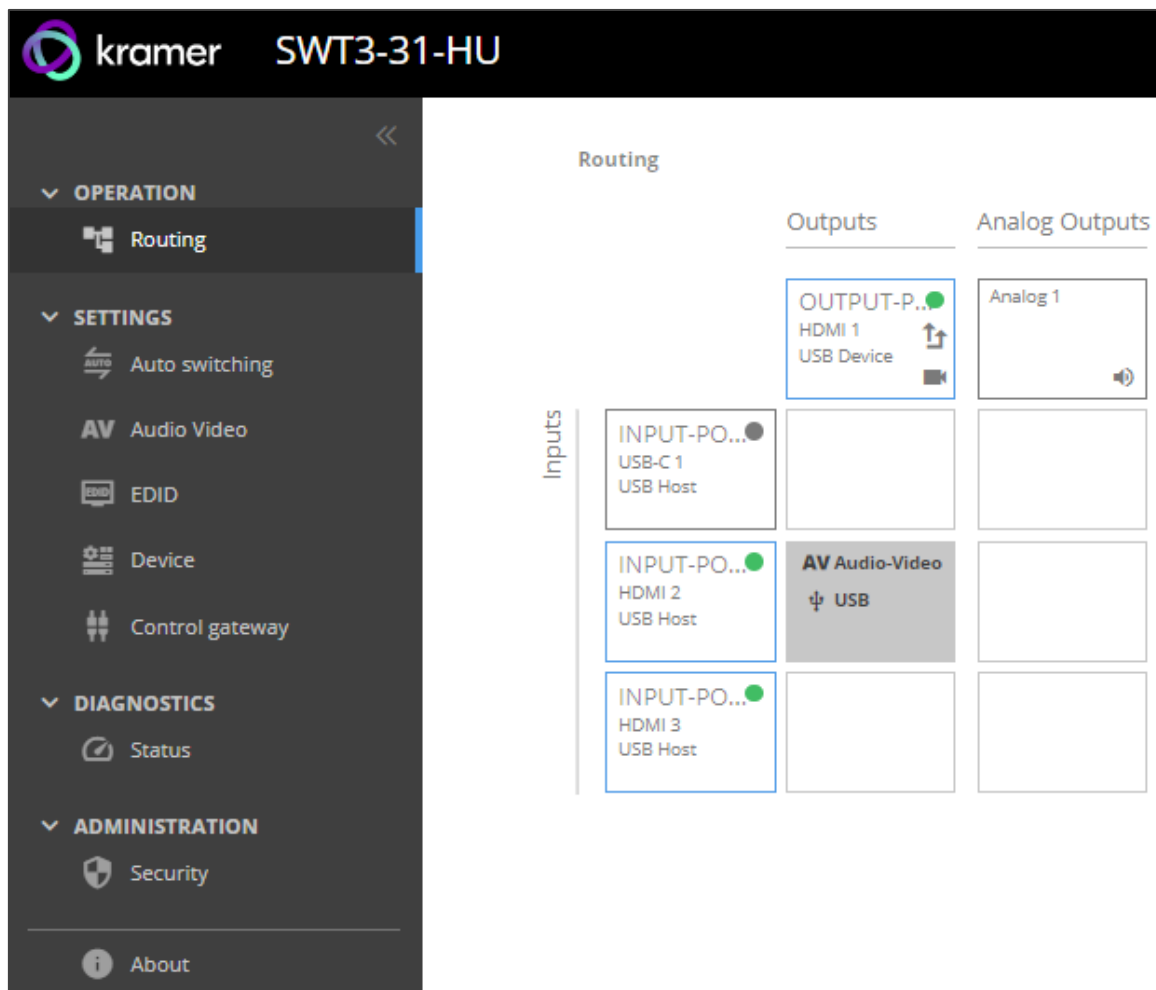 kramer SWT3-31-HU
OPERATION
Routing
SETTINGS
AUTO Auto switching
AV Audio Video
EDID EDID
Device
Control gateway
DIAGNOSTICS
Status
ADMINISTRATION
Security
i About
Routing
Outputs Analog Outputs
OUTPUT-P...
HDMI 1
USB Device
Analog 1
Inputs
INPUT-PO...
USB-C 1
USB Host
INPUT-PO...
HDMI 2
USB Host
AV Audio-Video
USB
INPUT-PO...
HDMI 3
USB Host